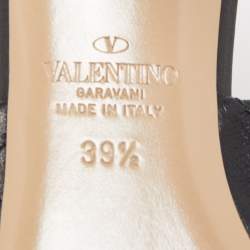 VALENTINO
GARAVANI
MADE IN ITALY
39½